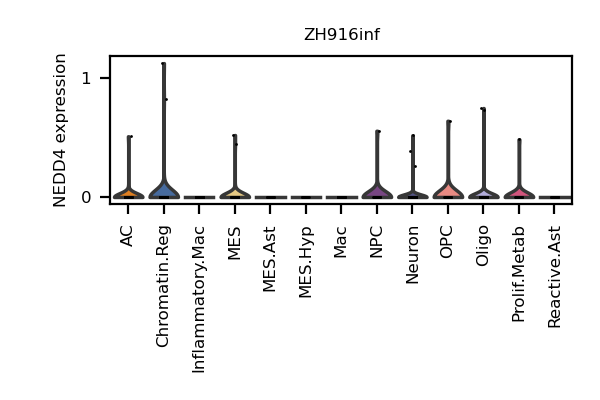 ZH916inf
NEDD4 expression
1
0
AC
Chromatin.Reg
Inflammatory.Mac
MES
MES.Ast
MES.Hyp
Mac
NPC
Neuron
OPC
Oligo
Prolif.Metab
Reactive.Ast